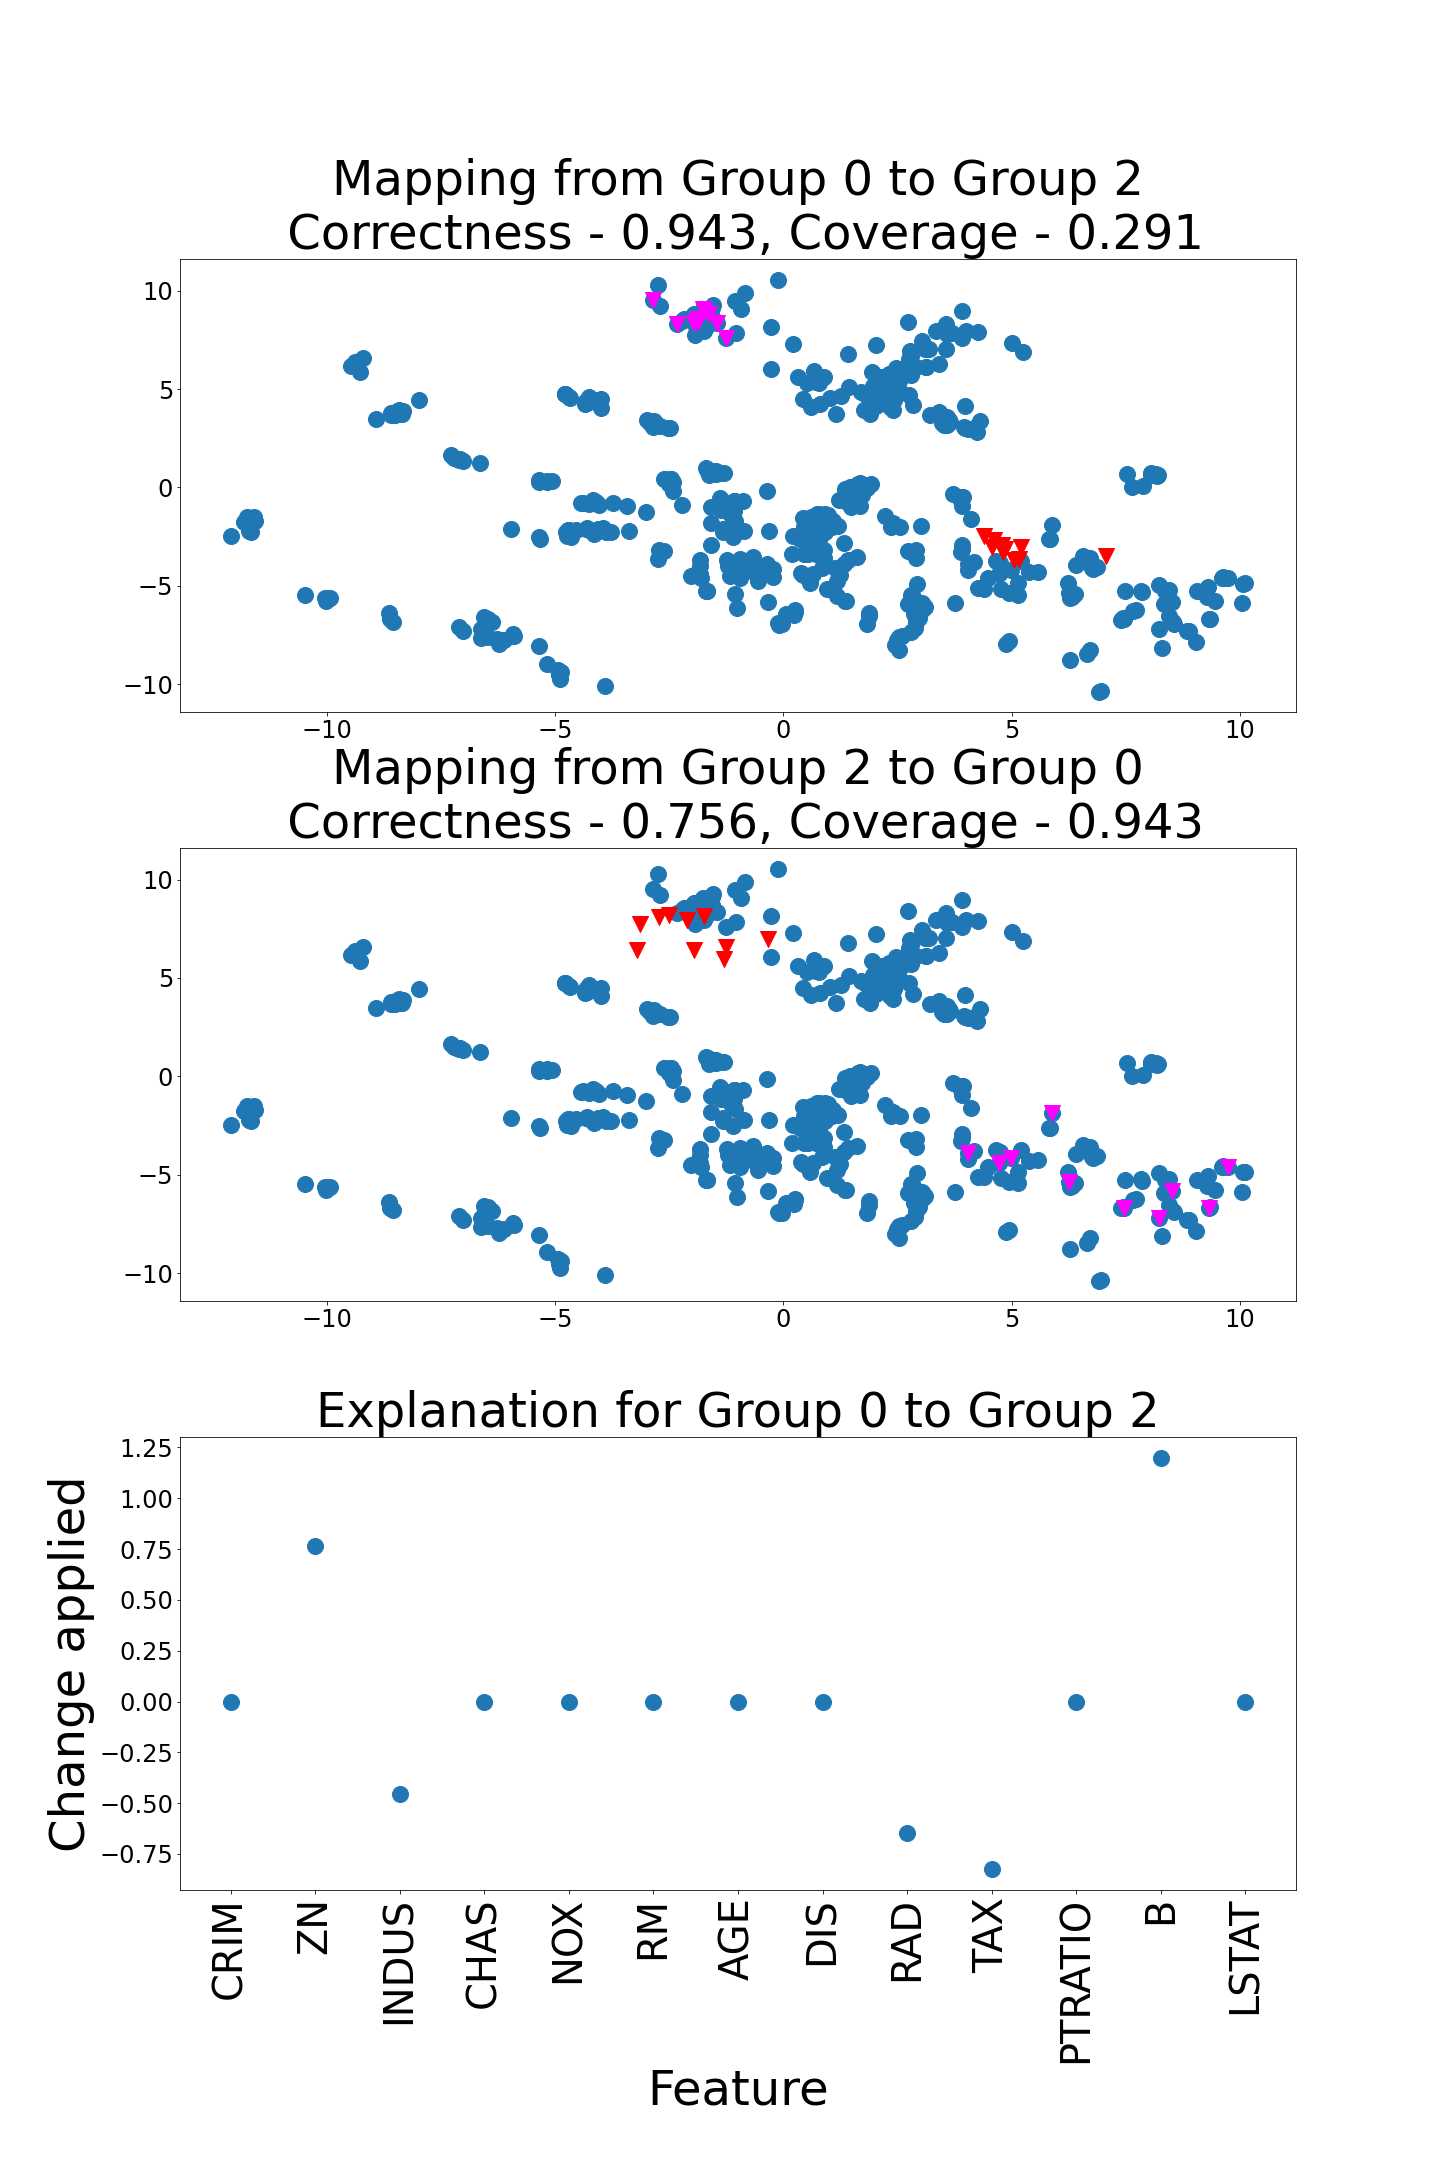 Mapping from Group 0 to Group 2
Correctness - 0.943, Coverage - 0.291
10
5
0
−5
−10
−10 −5 0 5 10
Mapping from Group 2 to Group 0
Correctness - 0.756, Coverage - 0.943
10
5
0
−5
−10
−10 −5 0 5 10
Explanation for Group 0 to Group 2
Change applied
1.25
1.00
0.75
0.50
0.25
0.00
−0.25
−0.50
−0.75
CRIM ZN INDUS CHAS NOX RM AGE DIS RAD TAX PTRATIO B LSTAT
Feature